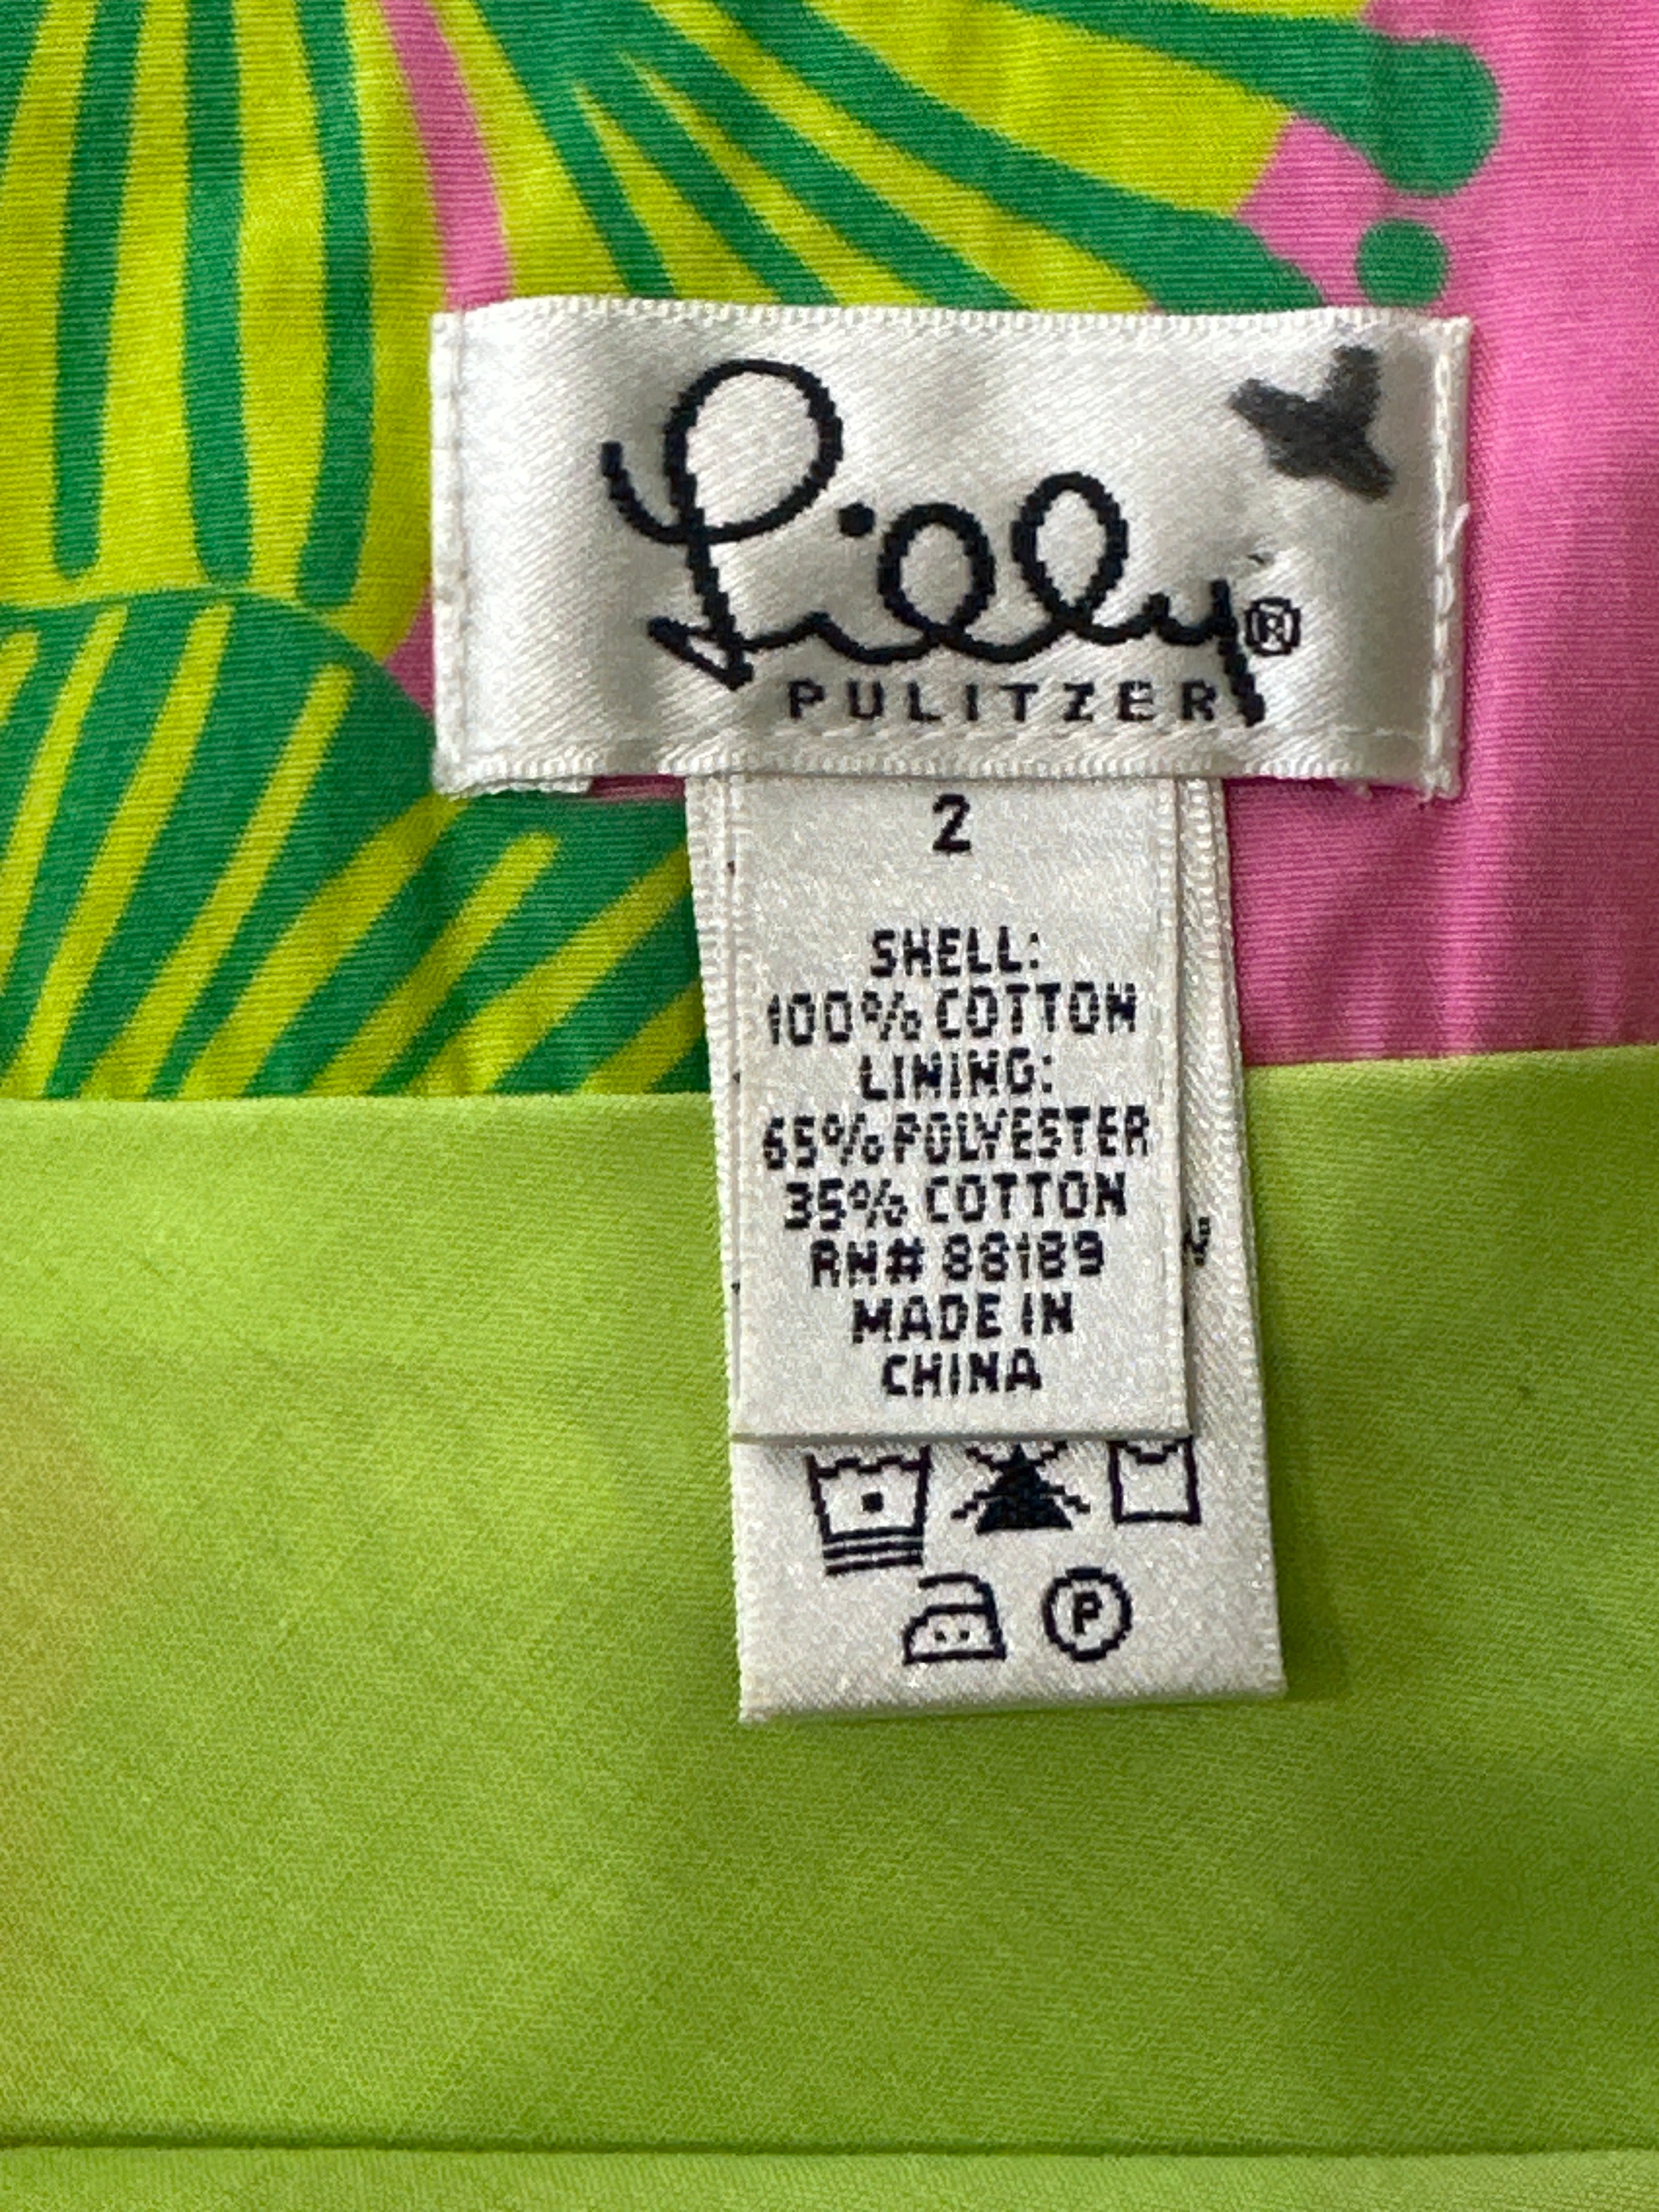 Lilly®
PULITZER
2
SHELL:
100% COTTON
LINING:
65% POLYESTER
35% COTTON
RN# 88189
MADE IN
CHINA
P